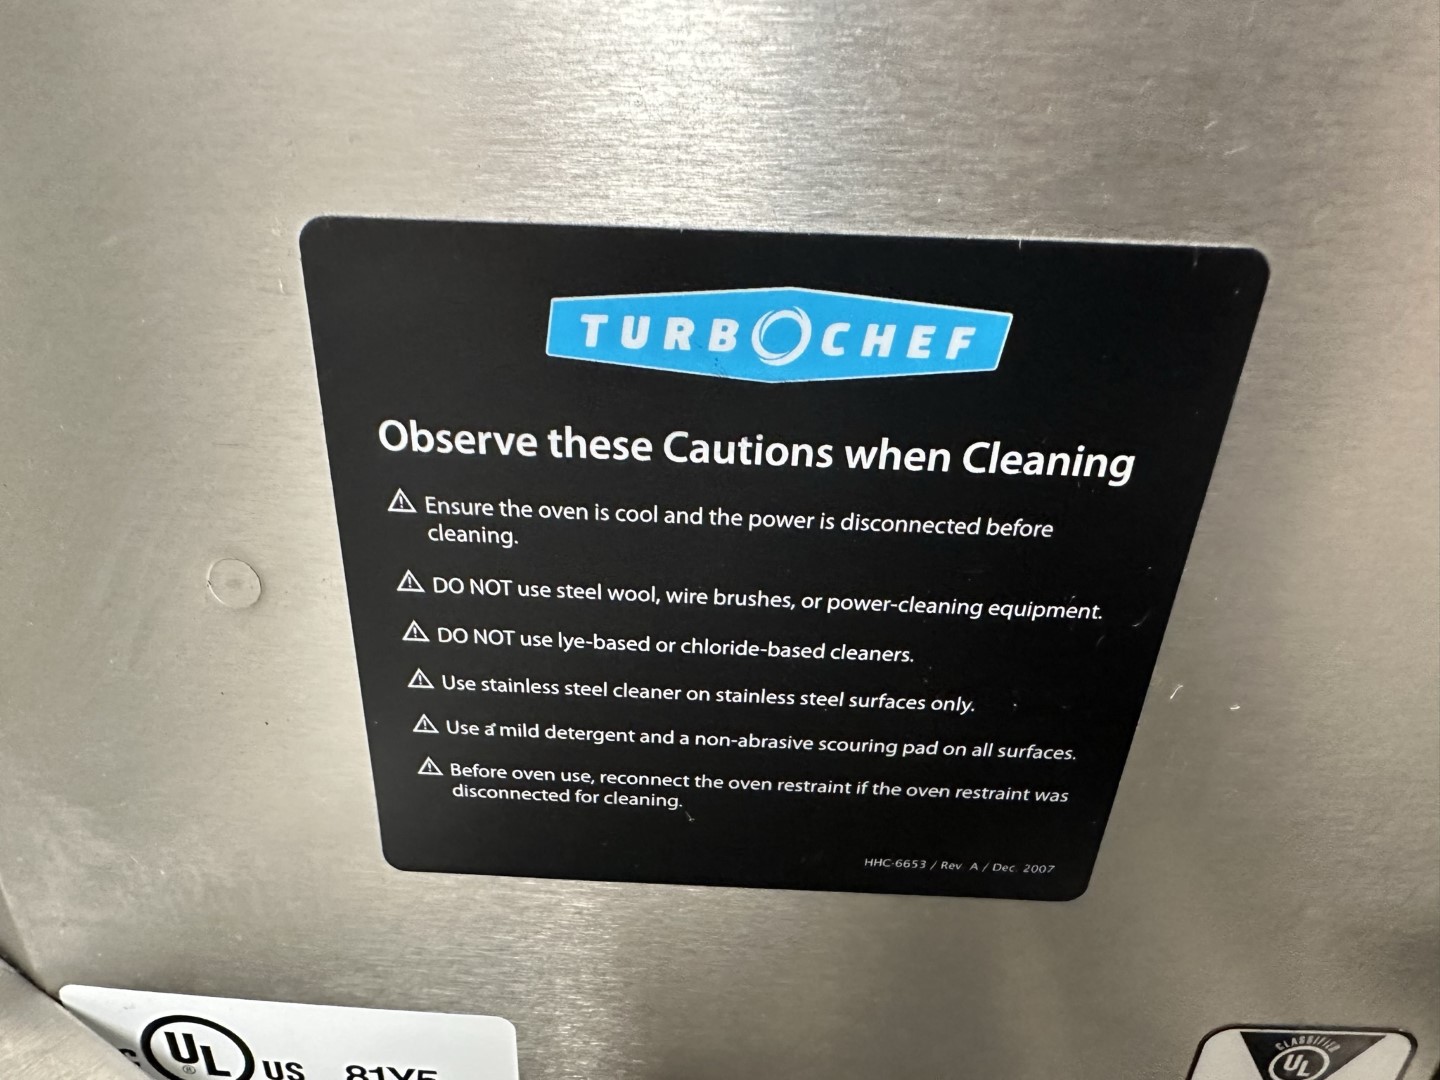 TURBOCHEF
Observe these Cautions when Cleaning
Ensure the oven is cool and the power is disconnected before
cleaning.
DO NOT use steel wool, wire brushes, or power-cleaning equipment.
DO NOT use lye-based or chloride-based cleaners.
Use stainless steel cleaner on stainless steel surfaces only.
Use a mild detergent and a non-abrasive scouring pad on all surfaces.
Before oven use, reconnect the oven restraint if the oven restraint was
disconnected for cleaning.
HHC-6653 / Rev A / Dec. 2007
C UL ® US
CLASSIFIED
UL